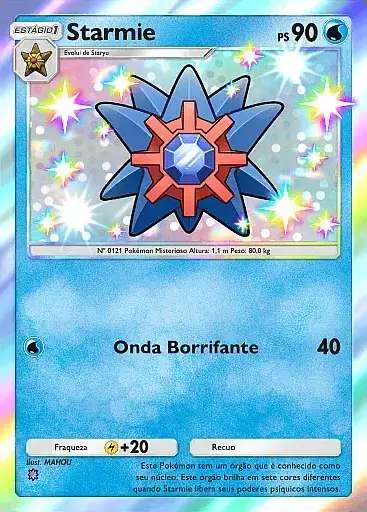 ESTÁGIO 1
Starmie
PS 90
Evolui de Staryu
Nº 0121 Pokémon Misterioso Altura: 1,1 m Peso: 80,0 kg
Onda Borrifante 40
Fraqueza +20
Recuo
Ilust. MAHOU
Este Pokémon tem um órgão que é conhecido como
seu núcleo. Este órgão brilha em sete cores diferentes
quando Starmie libera seus poderes psíquicos intensos.